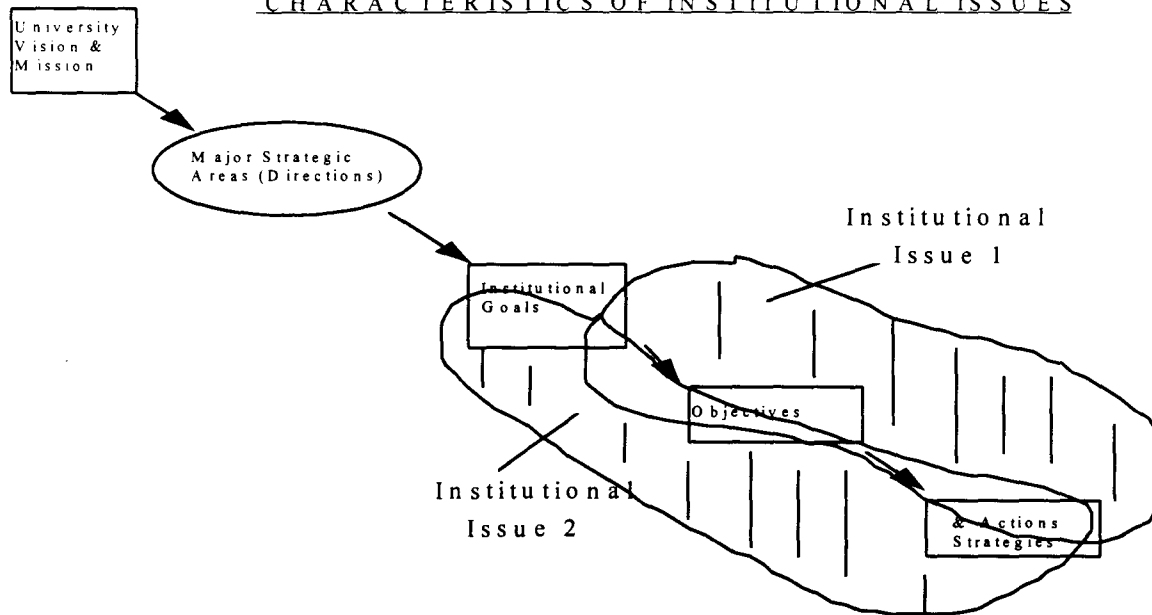 CHARACTERISTICS OF INSTITUTIONAL ISSUES
University
Vision &
Mission
Major Strategic
Areas (Directions)
Institutional
Issue 1
Institutional
Goals
Objectives
Institutional
Issue 2
& Actions
Strategies